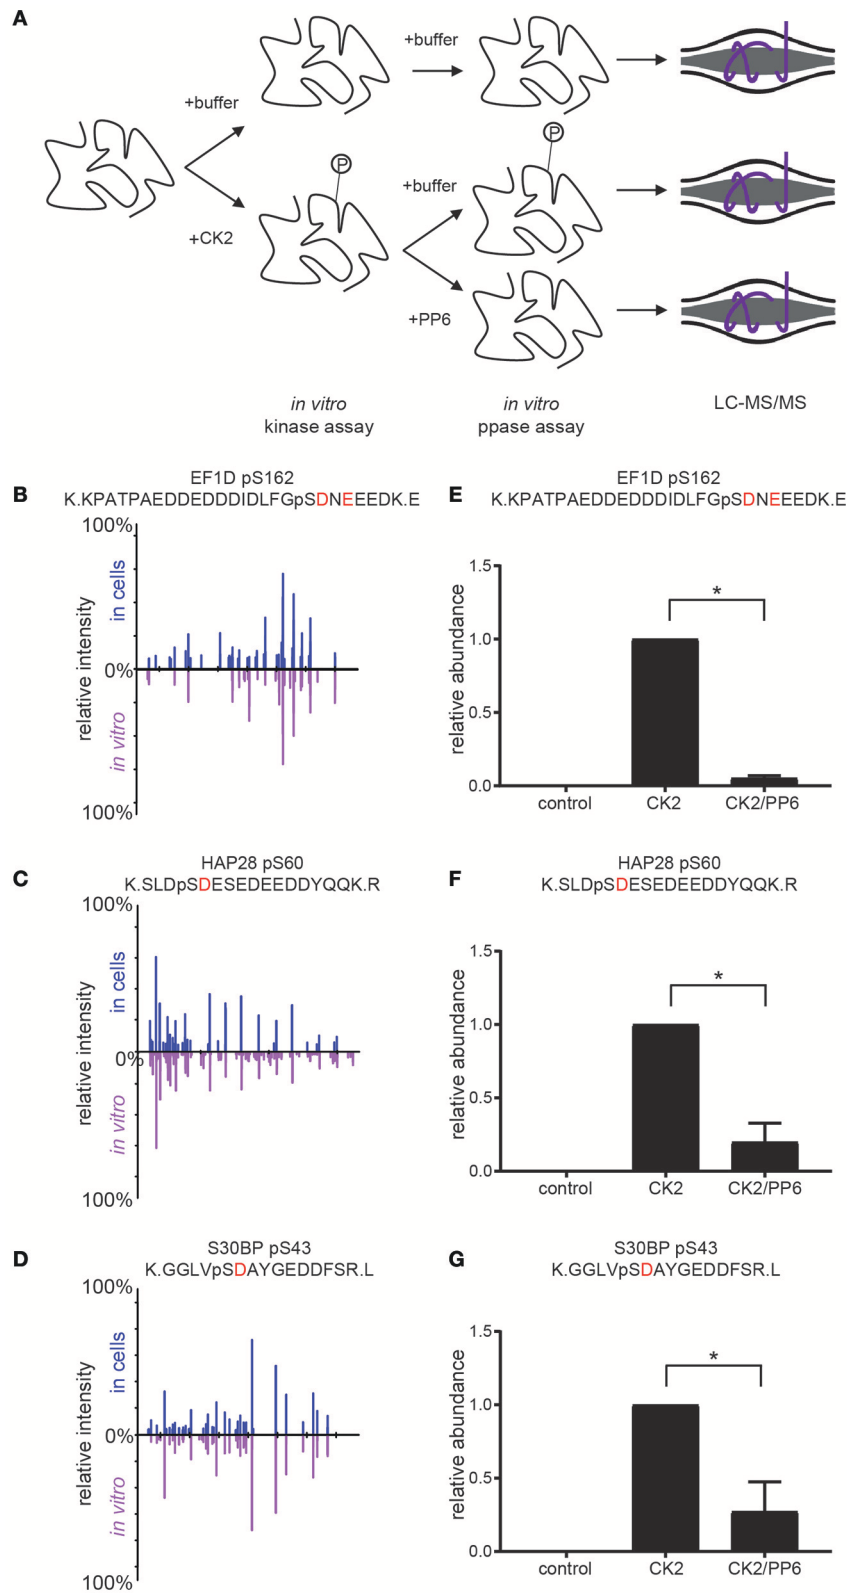 A
+buffer
+buffer
P
P
+buffer
+CK2
+PP6
in vitro
kinase assay
in vitro
ppase assay
LC-MS/MS
B
EF1D pS162
K.KPATPAEDDEDDDIDLFGpSDNEEEDK.E
100%
relative intensity
in cells
0%
in vitro
100%
E
EF1D pS162
K.KPATPAEDDEDDDIDLFGpSDNEEEDK.E
relative abundance
1.5
1.0
0.5
0.0
*
control
CK2
CK2/PP6
C
HAP28 pS60
K.SLDpSDESEDEEDDYQQK.R
100%
relative intensity
in cells
0%
in vitro
100%
F
HAP28 pS60
K.SLDpSDESEDEEDDYQQK.R
relative abundance
1.5
1.0
0.5
0.0
*
control
CK2
CK2/PP6
D
S30BP pS43
K.GGLVpSDAYGEDDFSR.L
100%
relative intensity
in cells
0%
in vitro
100%
G
S30BP pS43
K.GGLVpSDAYGEDDFSR.L
relative abundance
1.5
1.0
0.5
0.0
*
control
CK2
CK2/PP6